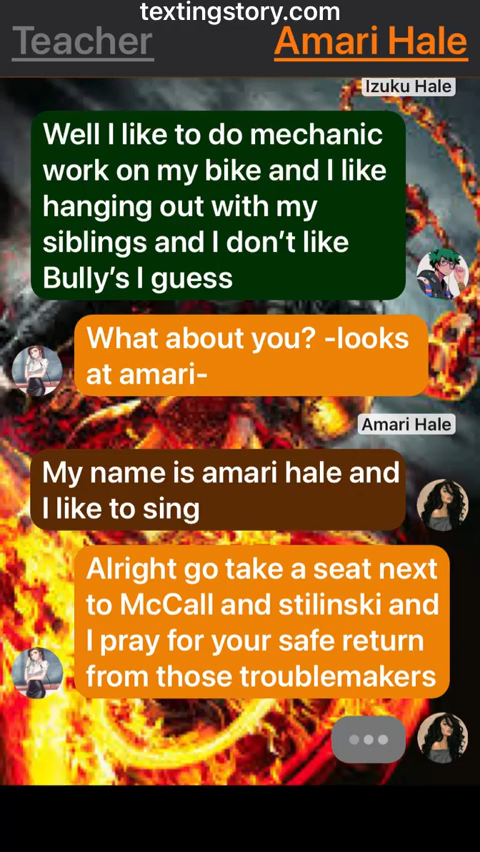 textingstory.com
Teacher
Amari Hale
Izuku Hale
Well I like to do mechanic
work on my bike and I like
hanging out with my
siblings and I don’t like
Bully’s I guess
What about you? -looks
at amari-
Amari Hale
My name is amari hale and
I like to sing
Alright go take a seat next
to McCall and stilinski and
I pray for your safe return
from those troublemakers